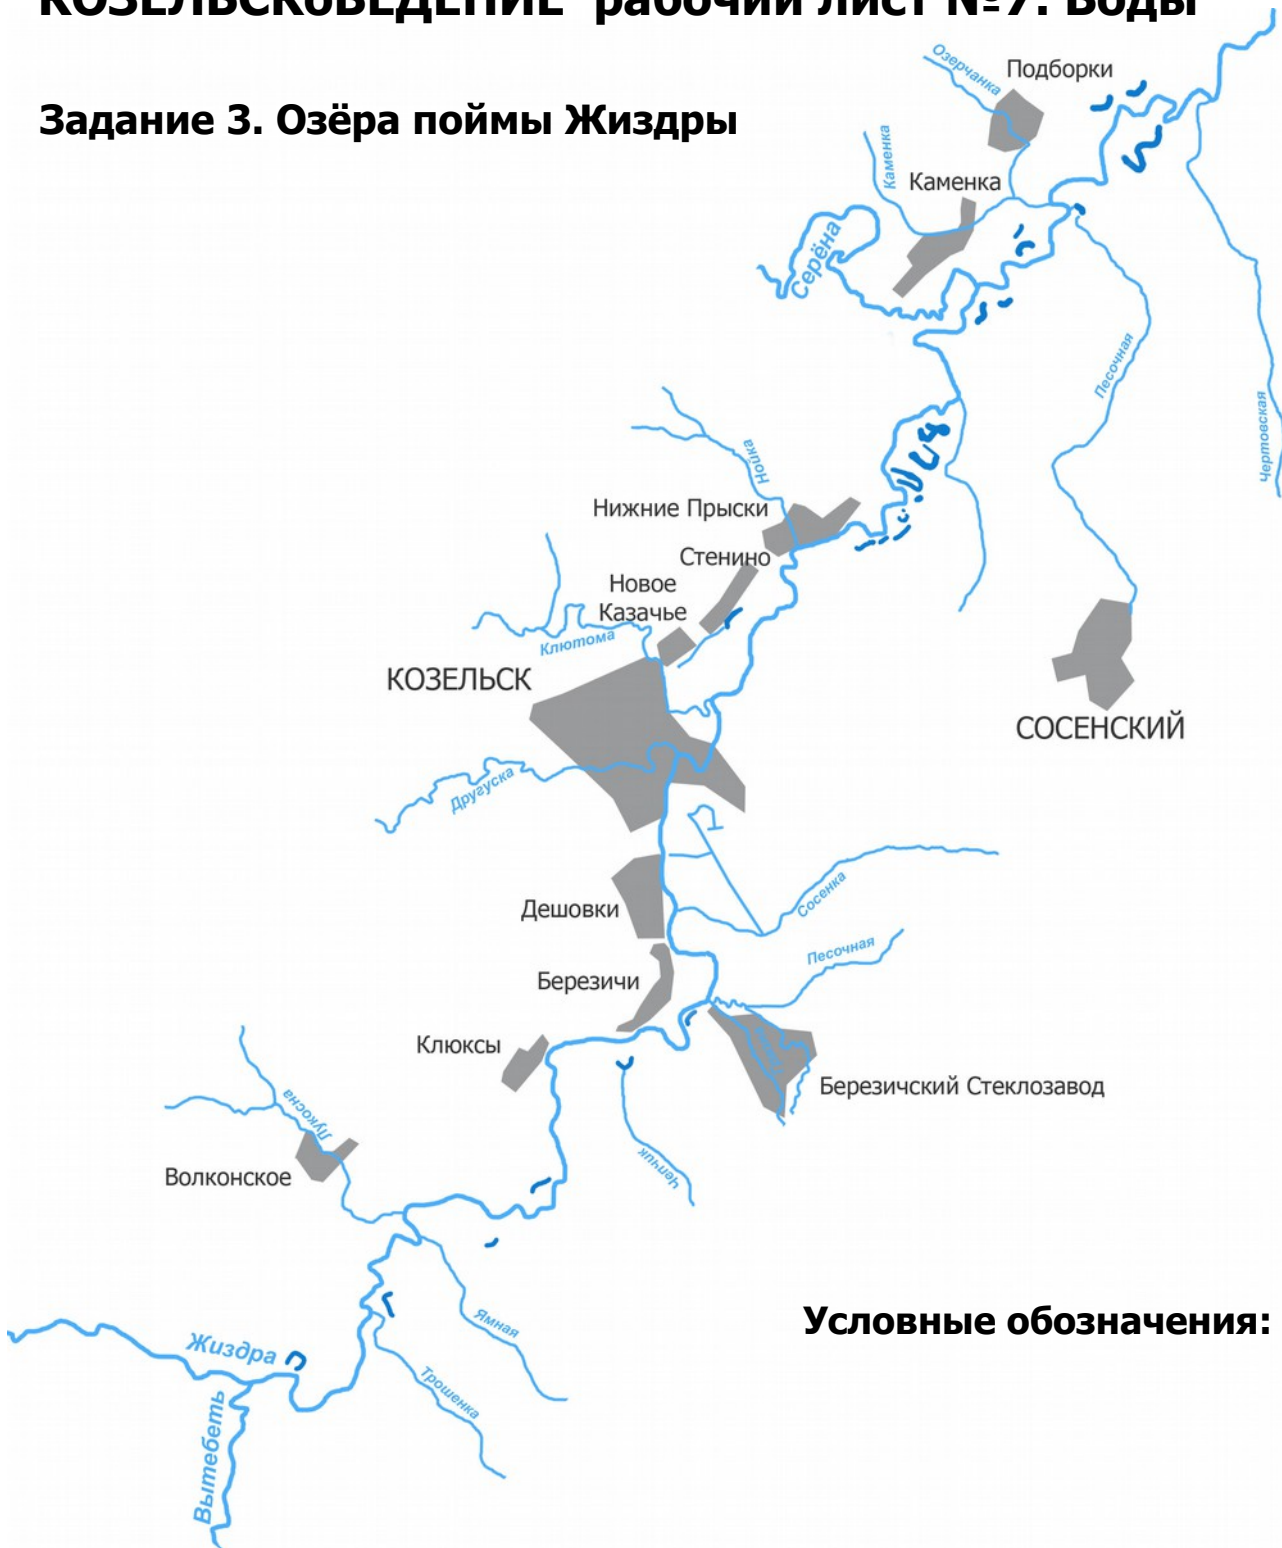 КОЗЕЛЬСКоВЕДЕНИЕ рабочий лист №7. Воды
Задание 3. Озёра поймы Жиздры
Озерчанка
Подборки
Каменка
Каменка
Серёна
Песочная
Чертовская
Нойка
Нижние Прыски
Стенино
Новое
Казачье
Клютома
КОЗЕЛЬСК
СОСЕНСКИЙ
Другуска
Сосенка
Дешовки
Песочная
Березичи
Клюксы
Березичский Стеклозавод
Лукосна
Чепчик
Волконское
Ямная
Условные обозначения:
Жиздра
Трошенка
Вытебеть